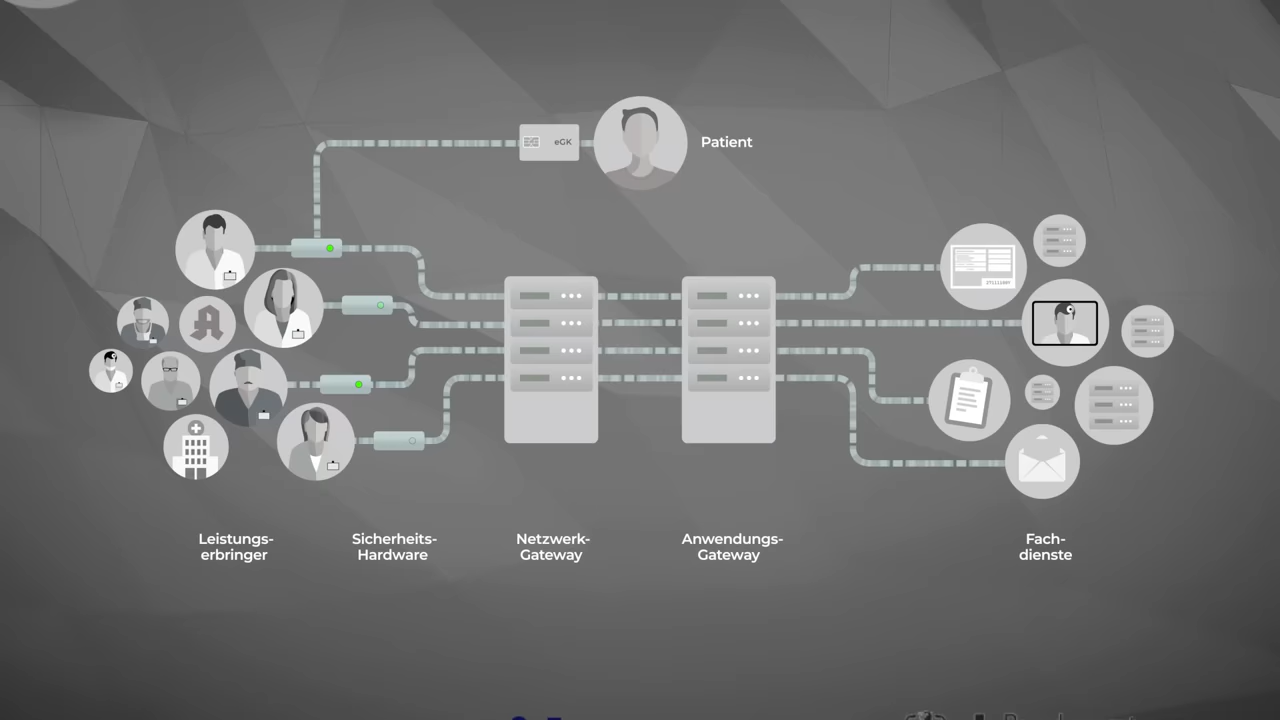 eGK
Patient
Leistungs-
erbringer
Sicherheits-
Hardware
Netzwerk-
Gateway
Anwendungs-
Gateway
Fach-
dienste